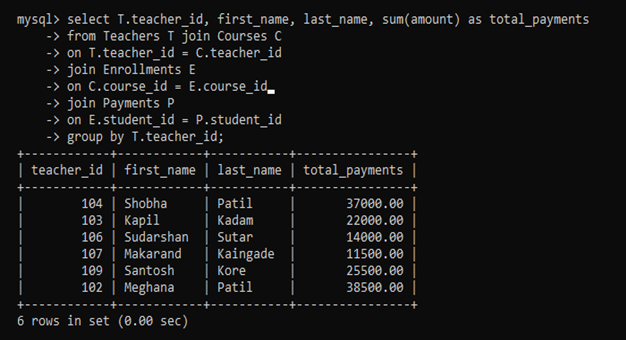 mysql> select T.teacher_id, first_name, last_name, sum(amount) as total_payments
    -> from Teachers T join Courses C
    -> on T.teacher_id = C.teacher_id
    -> join Enrollments E
    -> on C.course_id = E.course_id
    -> join Payments P
    -> on E.student_id = P.student_id
    -> group by T.teacher_id;
+------------+------------+-----------+----------------+
| teacher_id | first_name | last_name | total_payments |
+------------+------------+-----------+----------------+
|        104 | Shobha     | Patil     |       37000.00 |
|        103 | Kapil      | Kadam     |       22000.00 |
|        106 | Sudarshan  | Sutar     |       14000.00 |
|        107 | Makarand   | Kaingade  |       11500.00 |
|        109 | Santosh    | Kore      |       25500.00 |
|        102 | Meghana    | Patil     |       38500.00 |
+------------+------------+-----------+----------------+
6 rows in set (0.00 sec)